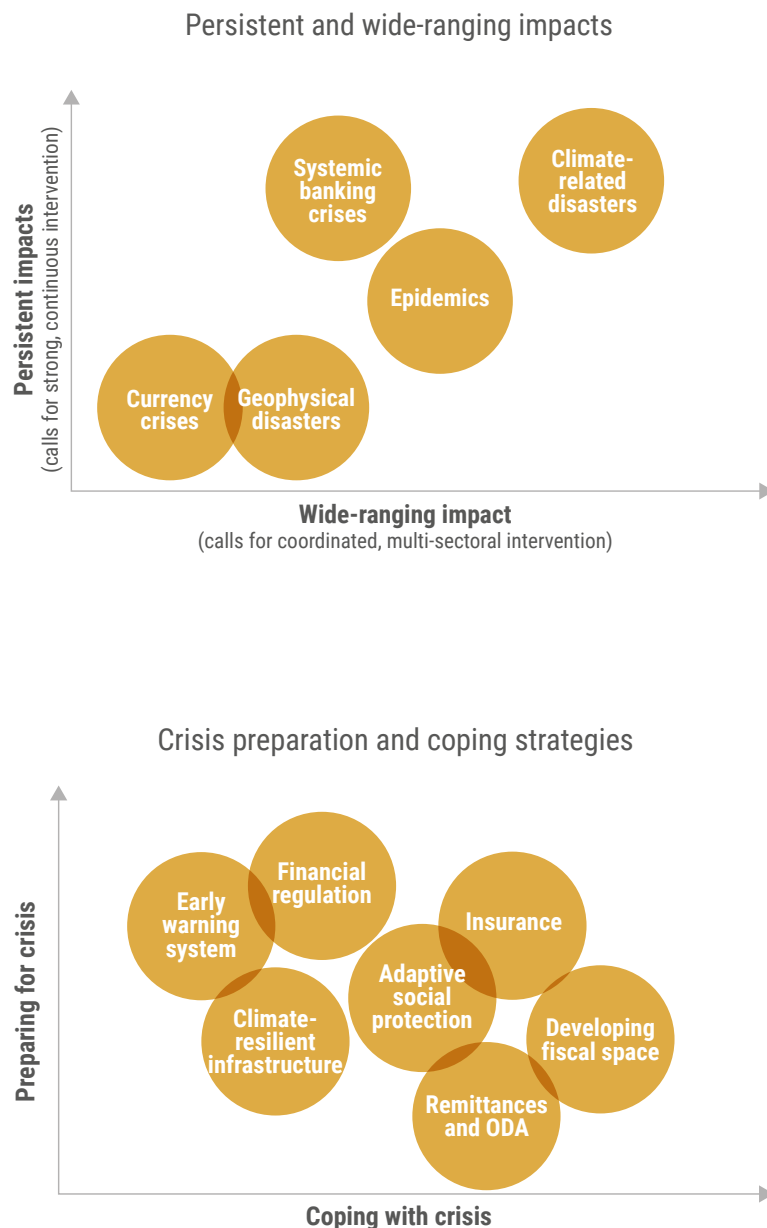 Persistent and wide-ranging impacts
Persistent impacts
(calls for strong, continuous intervention)
Systemic
banking
crises
Climate-
related
disasters
Epidemics
Currency
crises
Geophysical
disasters
Wide-ranging impact
(calls for coordinated, multi-sectoral intervention)
Crisis preparation and coping strategies
Preparing for crisis
Financial
regulation
Early
warning
system
Insurance
Adaptive
social
protection
Climate-
resilient
infrastructure
Developing
fiscal space
Remittances
and ODA
Coping with crisis